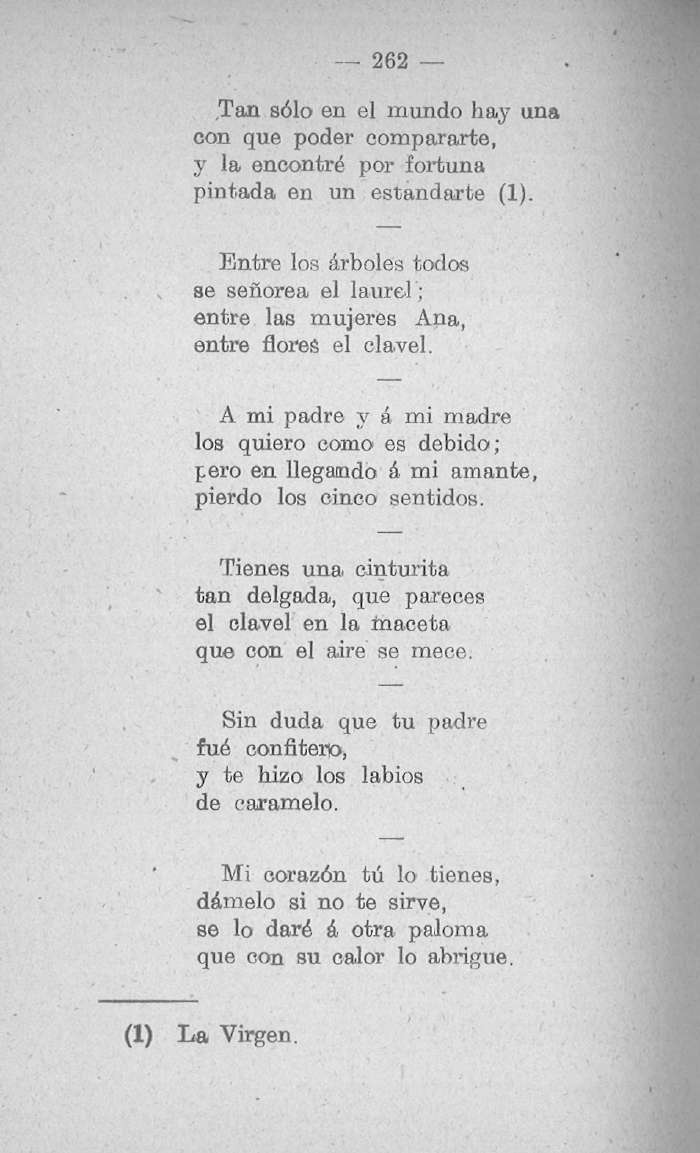 — 262 —
Tan sólo en el mundo hay una
con que poder compararte,
y la encontré por fortuna
pintada en un estandarte (1).
—
Entre los árboles todos
se señorea el laurel;
entre las mujeres Ana,
entre flores el clavel.
—
A mi padre y á mi madre
los quiero como es debido;
pero en llegando á mi amante,
pierdo los cinco sentidos.
—
Tienes una cinturita
tan delgada, que pareces
el clavel en la maceta
que con el aire se mece.
—
Sin duda que tu padre
fué confitero,
y te hizo los labios
de caramelo.
—
Mi corazón tú lo tienes,
dámelo si no te sirve,
se lo daré á otra paloma
que con su calor lo abrigue.
(1) La Virgen.